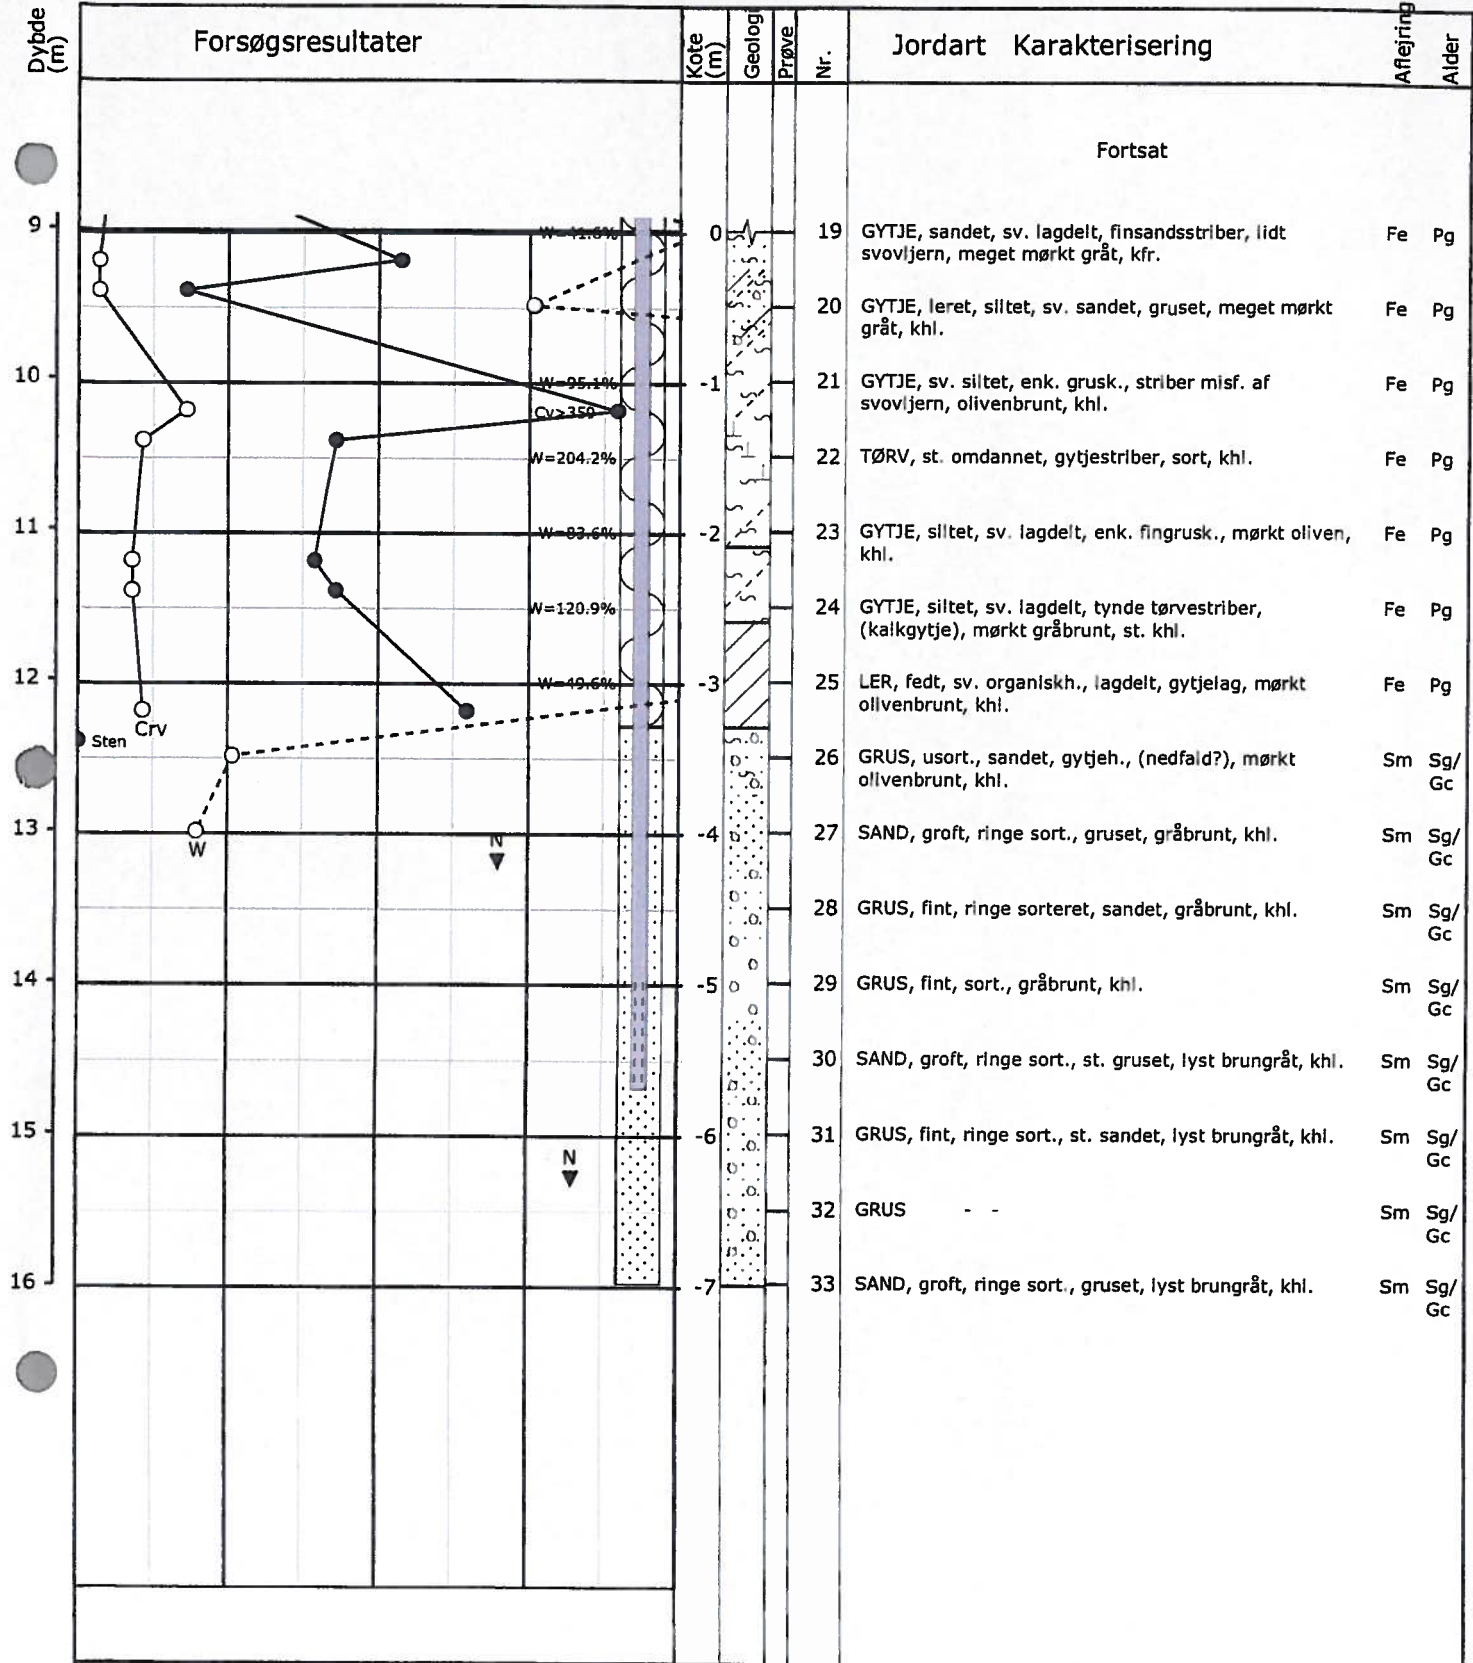 Dybde (m)
Forsøgsresultater
Kote (m)
Geologi
Prøve
Nr.
Jordart Karakterisering
Aflejring
Alder
Fortsat
9
W=41.6%
0
19 GYTJE, sandet, sv. lagdelt, finsandsstriber, lidt Fe Pg
svovljern, meget mørkt gråt, kfr.
20 GYTJE, leret, siltet, sv. sandet, gruset, meget mørkt Fe Pg
gråt, khl.
10
W=95.1%
-1
21 GYTJE, sv. siltet, enk. grusk., striber misf. af Fe Pg
svovljern, olivenbrunt, khl.
Cv>359
W=204.2%
22 TØRV, st. omdannet, gytjestriber, sort, khl. Fe Pg
11
W=83.6%
-2
23 GYTJE, siltet, sv. lagdelt, enk. fingrusk., mørkt oliven, Fe Pg
khl.
W=120.9%
24 GYTJE, siltet, sv. lagdelt, tynde tørvestriber, Fe Pg
(kalkgytje), mørkt gråbrunt, st. khl.
12
W=49.6%
-3
25 LER, fedt, sv. organiskh., lagdelt, gytjelag, mørkt Fe Pg
olivenbrunt, khl.
Crv
Sten
26 GRUS, usort., sandet, gytjeh., (nedfald?), mørkt Sm Sg/
olivenbrunt, khl. Gc
13
W
N
-4
27 SAND, groft, ringe sort., gruset, gråbrunt, khl. Sm Sg/
Gc
28 GRUS, fint, ringe sorteret, sandet, gråbrunt, khl. Sm Sg/
Gc
14
-5
29 GRUS, fint, sort., gråbrunt, khl. Sm Sg/
Gc
30 SAND, groft, ringe sort., st. gruset, lyst brungråt, khl. Sm Sg/
Gc
15
-6
31 GRUS, fint, ringe sort., st. sandet, lyst brungråt, khl. Sm Sg/
Gc
N
32 GRUS - - Sm Sg/
Gc
16
-7
33 SAND, groft, ringe sort., gruset, lyst brungråt, khl. Sm Sg/
Gc